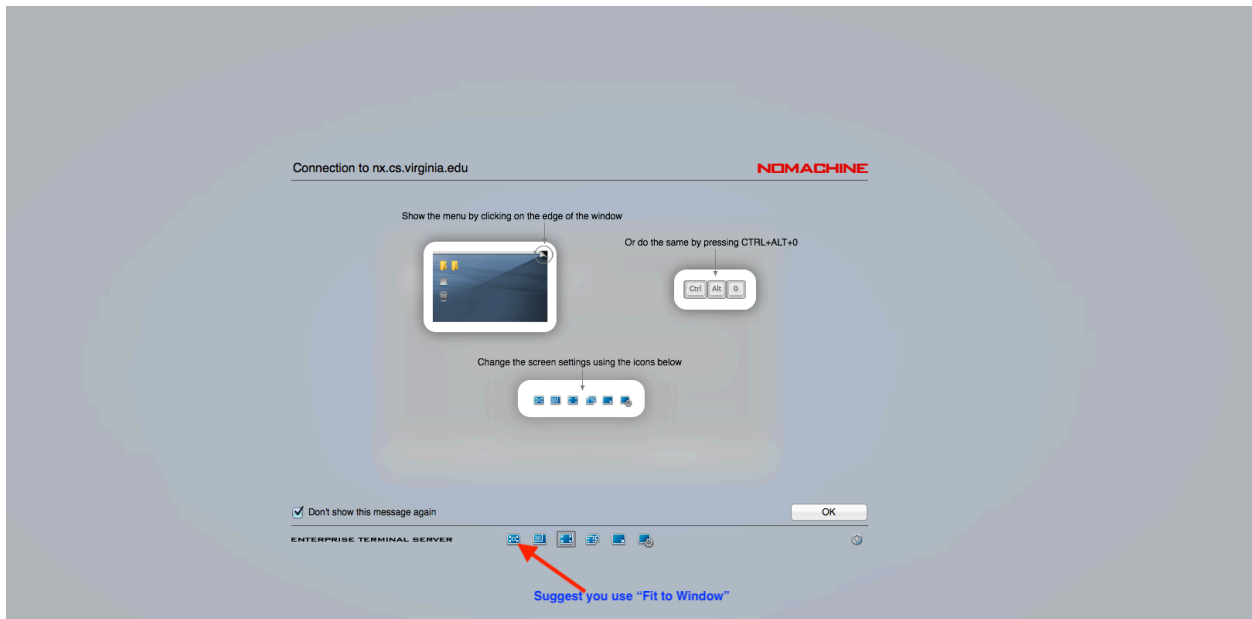 Connection to nx.cs.virginia.edu
NOMACHINE
Show the menu by clicking on the edge of the window
Or do the same by pressing CTRL+ALT+0
Ctrl Alt 0
Change the screen settings using the icons below
Don't show this message again
OK
ENTERPRISE TERMINAL SERVER
Suggest you use “Fit to Window”